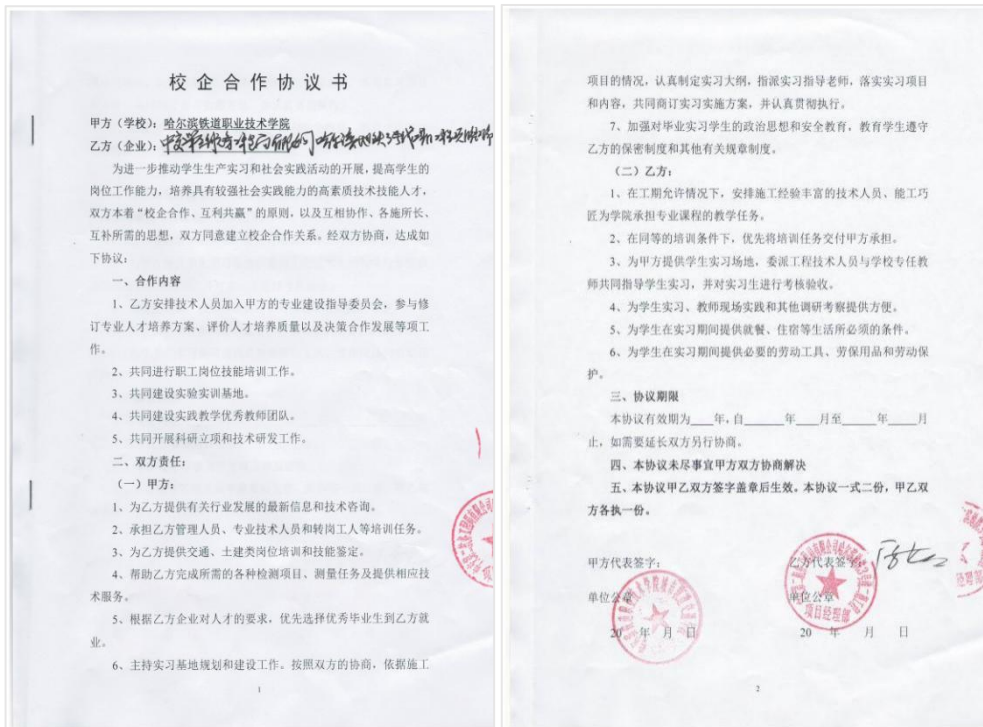 校企合作协议书
甲方（学校）：哈尔滨铁道职业技术学院
乙方（企业）：
为进一步推动学生生产实习和社会实践活动的开展，提高学生的
岗位工作能力，培养具有较强社会实践能力的高素质技术技能人才，
双方本着“校企合作、互利共赢”的原则，以及互相协作、各施所长、
互补所需的思想，双方同意建立校企合作关系。经双方协商，达成如
下协议：
一、合作内容
1、乙方安排技术人员加入甲方的专业建设指导委员会，参与修
订专业人才培养方案、评价人才培养质量以及决策合作发展等项工
作。
2、共同进行职工岗位技能培训工作。
3、共同建设实验实训基地。
4、共同建设实践教学优秀教师团队。
5、共同开展科研立项和技术研发工作。
二、双方责任：
（一）甲方：
1、为乙方提供有关行业发展的最新信息和技术咨询。
2、承担乙方管理人员、专业技术人员和转岗工人等培训任务。
3、为乙方提供交通、土建类岗位培训和技能鉴定。
4、帮助乙方完成所需的各种检测项目、测量任务及提供相应技
术服务。
5、根据乙方企业对人才的要求，优先选择优秀毕业生到乙方就
业。
6、主持实习基地规划和建设工作。按照双方的协商，依据施工
1
项目的情况，认真制定实习大纲，指派实习指导老师，落实实习项目
和内容，共同商订实习实施方案，并认真贯彻执行。
7、加强对毕业实习学生的政治思想和安全教育，教育学生遵守
乙方的保密制度和其他有关规章制度。
（二）乙方：
1、在工期允许情况下，安排施工经验丰富的技术人员、能工巧
匠为学院承担专业课程的教学任务。
2、在同等的培训条件下，优先将培训任务交付甲方承担。
3、为甲方提供学生实习场地，委派工程技术人员与学校专任教
师共同指导学生实习，并对实习生进行考核验收。
4、为学生实习、教师现场实践和其他调研考察提供方便。
5、为学生在实习期间提供就餐、住宿等生活所必须的条件。
6、为学生在实习期间提供必要的劳动工具、劳保用品和劳动保
护。
三、协议期限
本协议有效期为____年，自______年____月至______年____月
止，如需要延长双方另行协商。
四、本协议未尽事宜甲方双方协商解决
五、本协议甲乙双方签字盖章后生效。本协议一式二份，甲乙双
方各执一份。
甲方代表签字： 乙方代表签字：
单位公章 单位公章
项目经理部
20 年 月 日 20 年 月 日
2